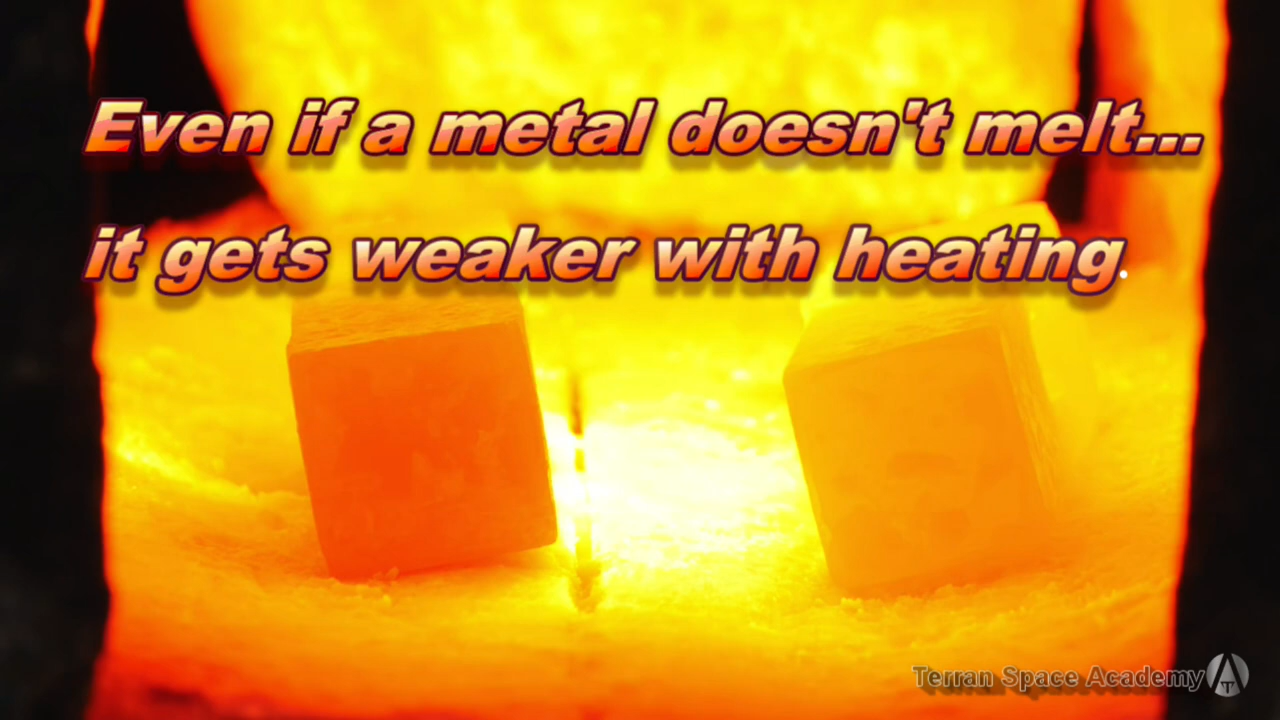 Even if a metal doesn't melt...
it gets weaker with heating.
Terran Space Academy